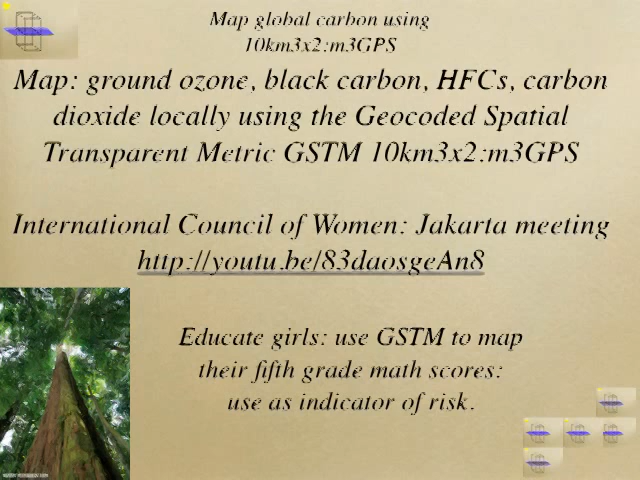 Map global carbon using
10km3x2:m3GPS
Map: ground ozone, black carbon, HFCs, carbon
dioxide locally using the Geocoded Spatial
Transparent Metric GSTM 10km3x2:m3GPS
International Council of Women: Jakarta meeting
http://youtu.be/83daosgeAn8
Educate girls: use GSTM to map
their fifth grade math scores:
use as indicator of risk.